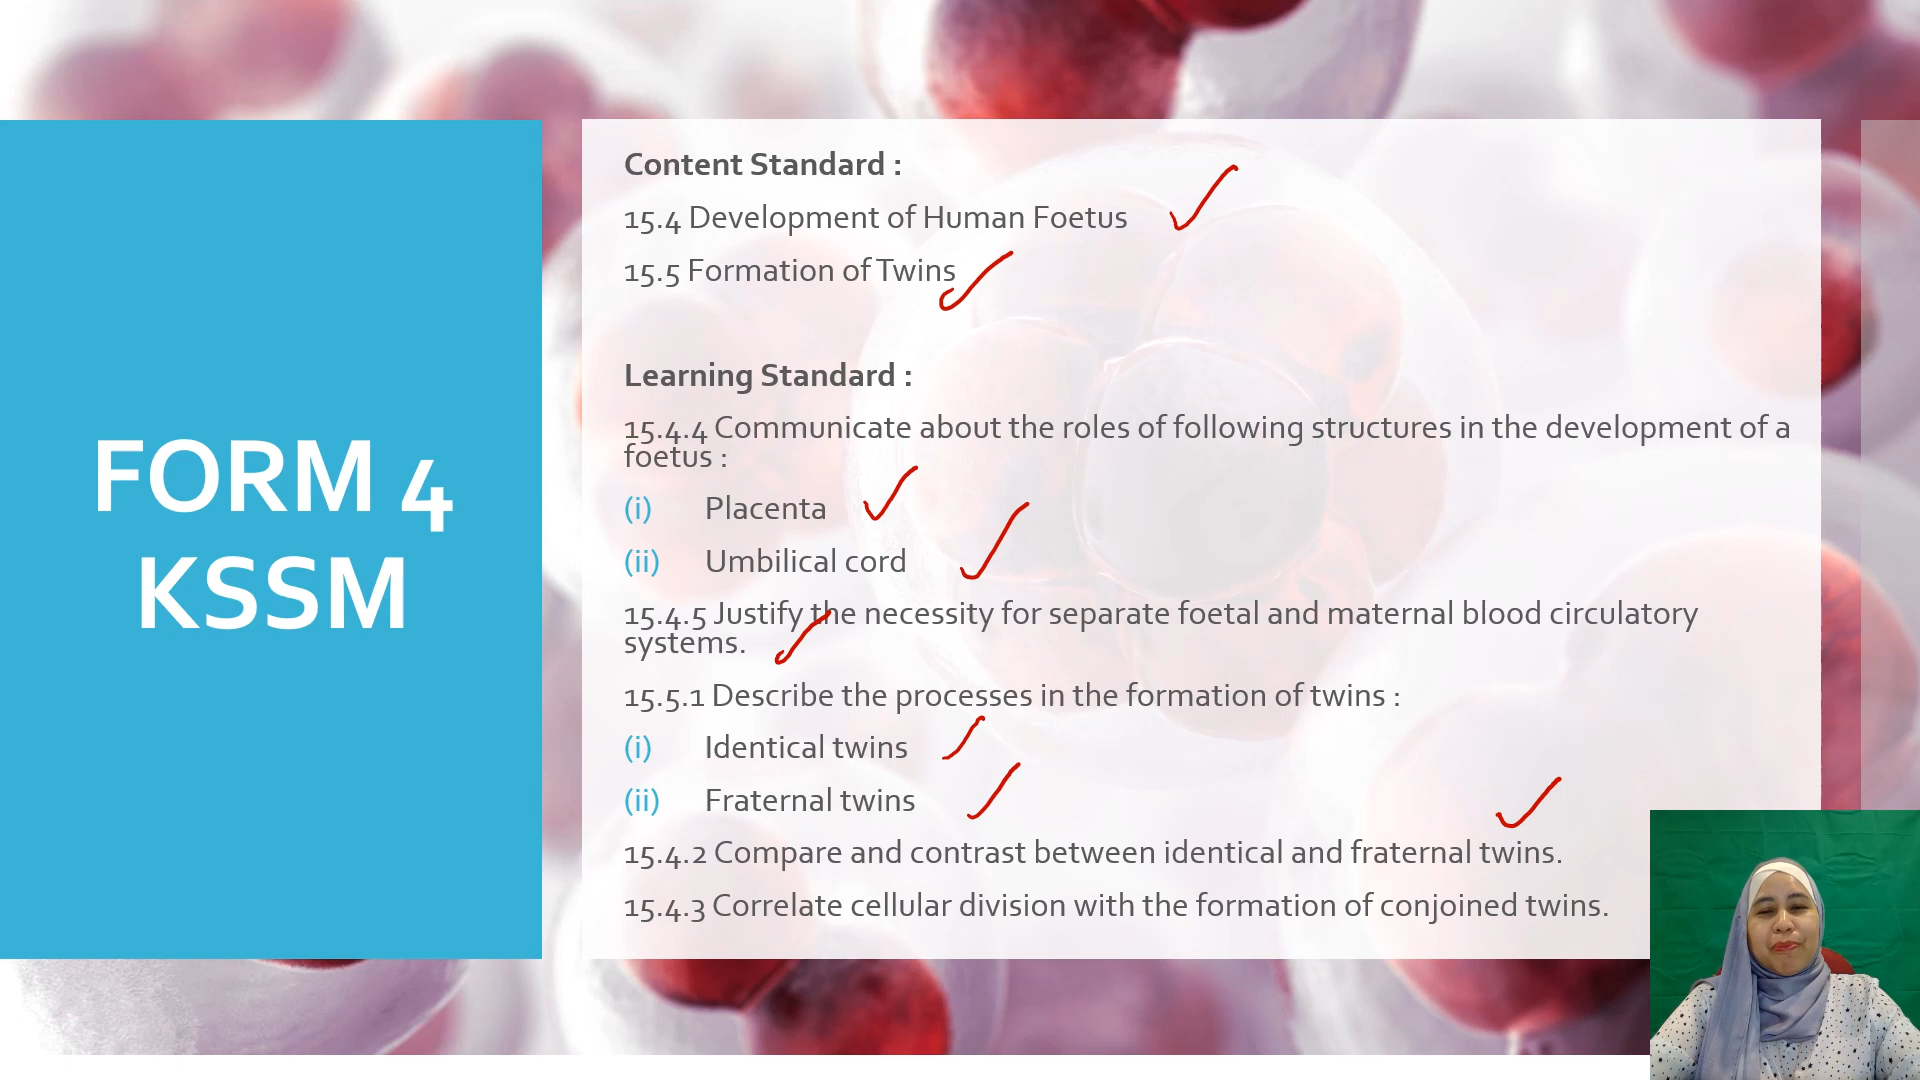 FORM 4
KSSM
Content Standard :
15.4 Development of Human Foetus
15.5 Formation of Twins
Learning Standard :
15.4.4 Communicate about the roles of following structures in the development of a
foetus :
(i) Placenta
(ii) Umbilical cord
15.4.5 Justify the necessity for separate foetal and maternal blood circulatory
systems.
15.5.1 Describe the processes in the formation of twins :
(i) Identical twins
(ii) Fraternal twins
15.4.2 Compare and contrast between identical and fraternal twins.
15.4.3 Correlate cellular division with the formation of conjoined twins.